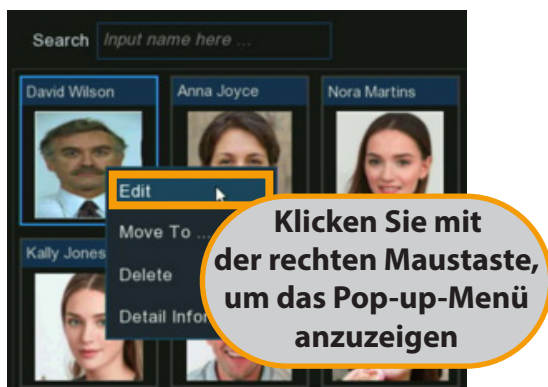 Search Input name here ...
David Wilson Anna Joyce Nora Martins
Edit
Move To ...
Kally Jones
Delete
Detail Infor
Klicken Sie mit
der rechten Maustaste,
um das Pop-up-Menü
anzuzeigen